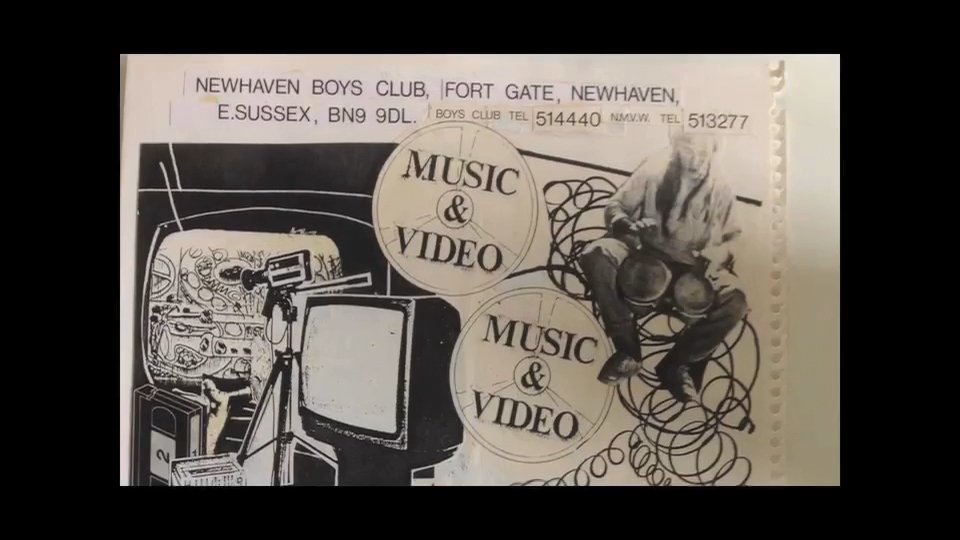 NEWHAVEN BOYS CLUB, FORT GATE, NEWHAVEN,
E.SUSSEX, BN9 9DL. BOYS CLUB TEL 514440 N.M.V.W. TEL 513277
MUSIC
&
VIDEO
MUSIC
&
VIDEO
2